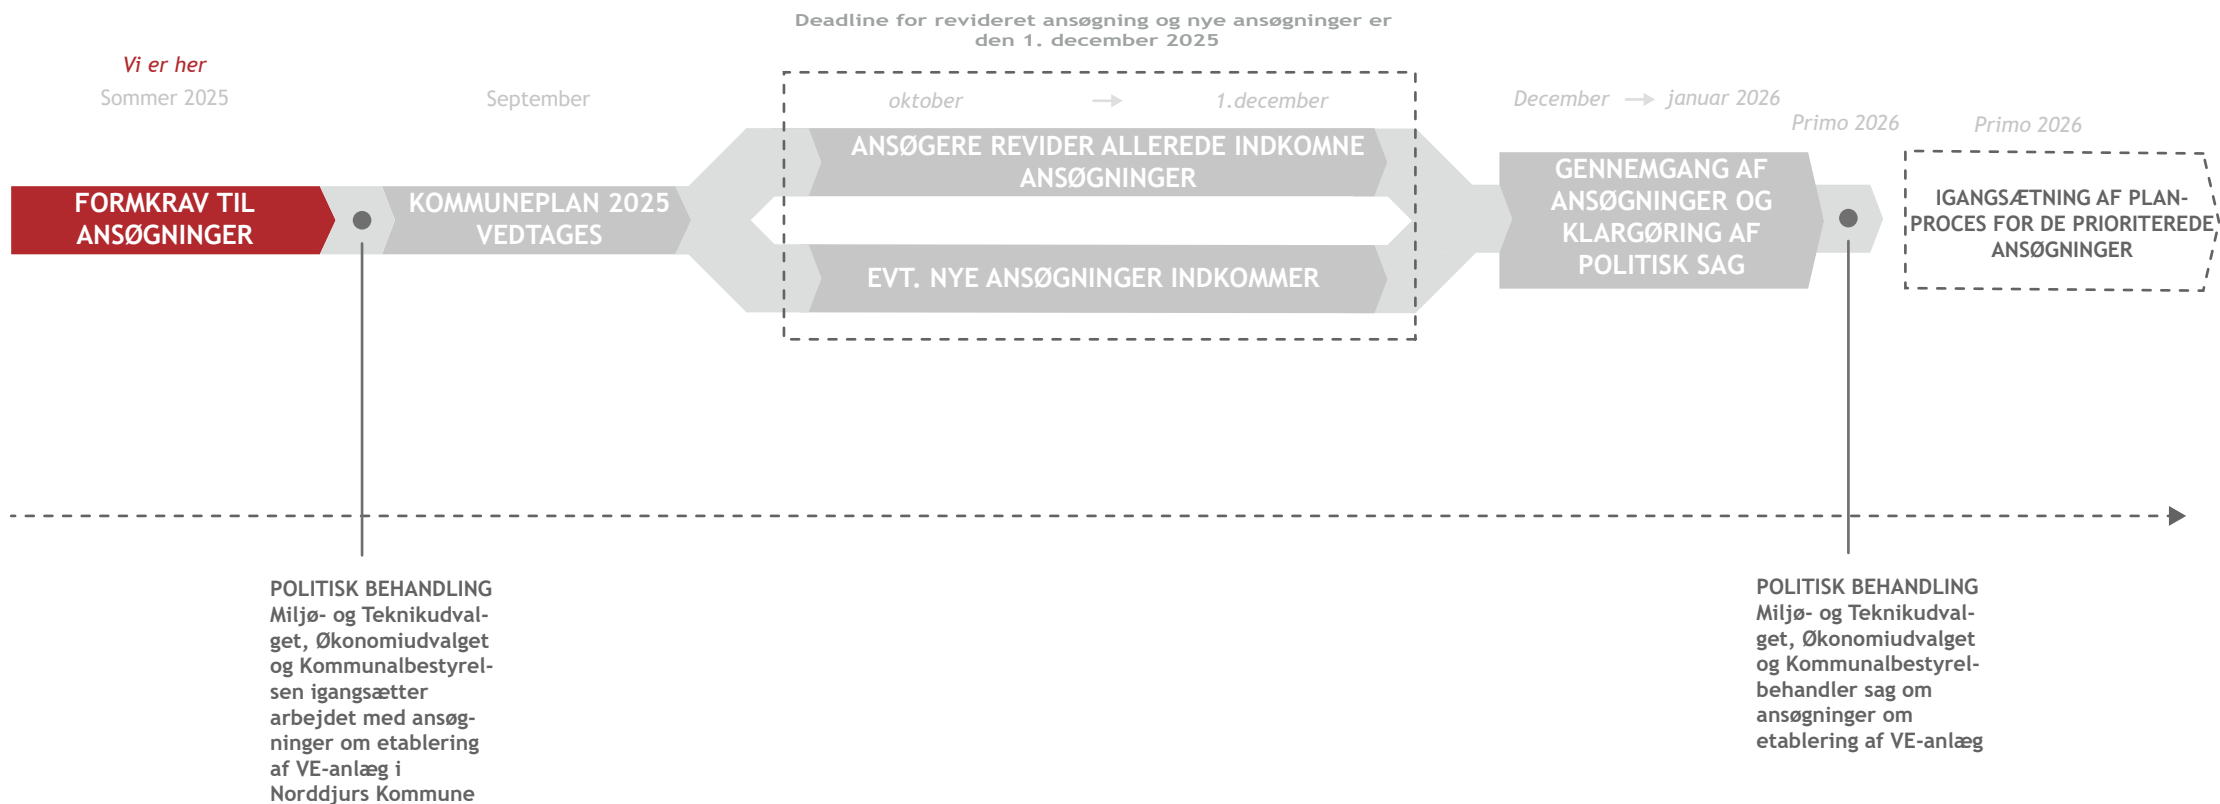 Deadline for revideret ansøgning og nye ansøgninger er
den 1. december 2025
Vi er her
Sommer 2025
September
oktober
1.december
December
januar 2026
Primo 2026
Primo 2026
FORMKRAV TIL
ANSØGNINGER
KOMMUNEPLAN 2025
VEDTAGES
ANSØGERE REVIDER ALLEREDE INDKOMNE
ANSØGNINGER
EVT. NYE ANSØGNINGER INDKOMMER
GENNEMGANG AF
ANSØGNINGER OG
KLARGØRING AF
POLITISK SAG
IGANGSÆTNING AF PLAN-
PROCES FOR DE PRIORITEREDE
ANSØGNINGER
POLITISK BEHANDLING
Miljø- og Teknikudval-
get, Økonomiudvalget
og Kommunalbestyrel-
sen igangsætter
arbejdet med ansøg-
ninger om etablering
af VE-anlæg i
Norddjurs Kommune
POLITISK BEHANDLING
Miljø- og Teknikudval-
get, Økonomiudvalget
og Kommunalbestyrel-
behandler sag om
ansøgninger om
etablering af VE-anlæg